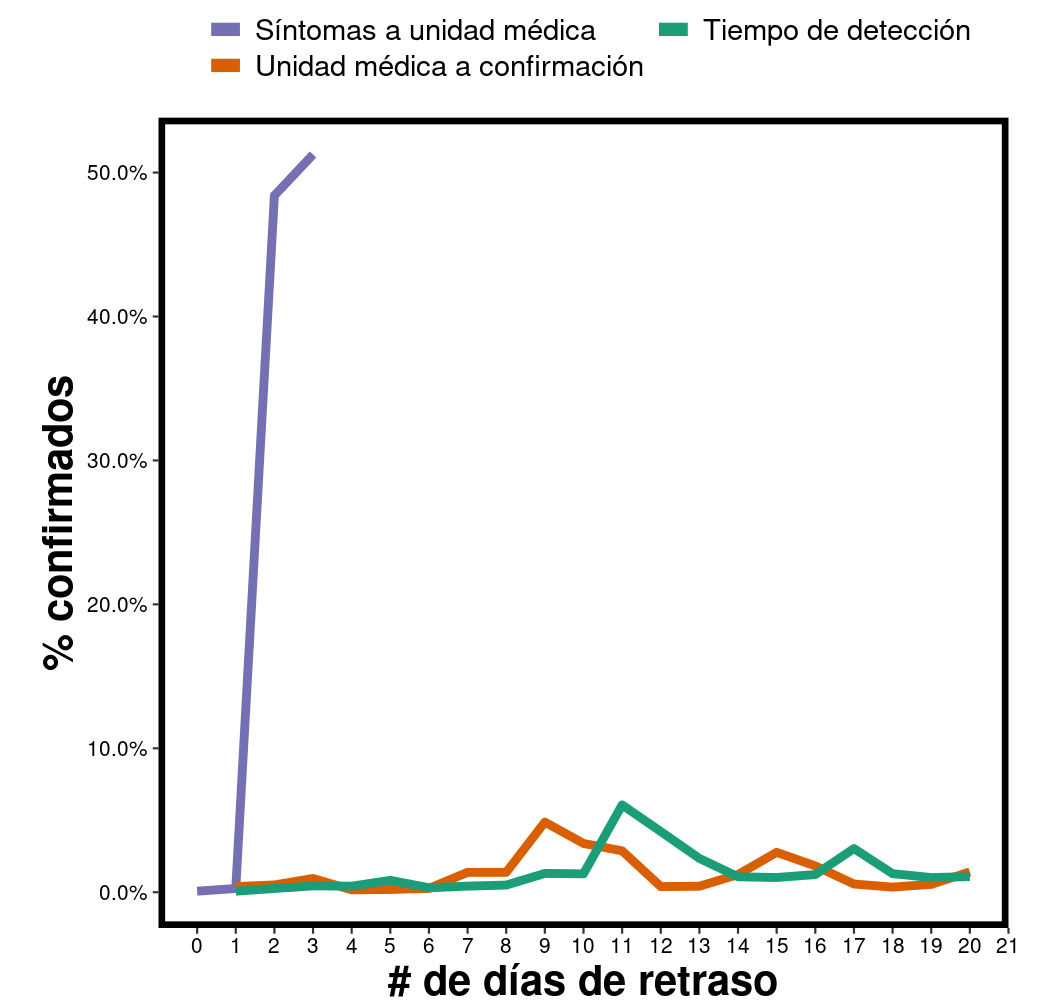 Síntomas a unidad médica
Tiempo de detección
Unidad médica a confirmación
50.0%
40.0%
30.0%
20.0%
10.0%
0.0%
% confirmados
0 1 2 3 4 5 6 7 8 9 10 11 12 13 14 15 16 17 18 19 20 21
# de días de retraso